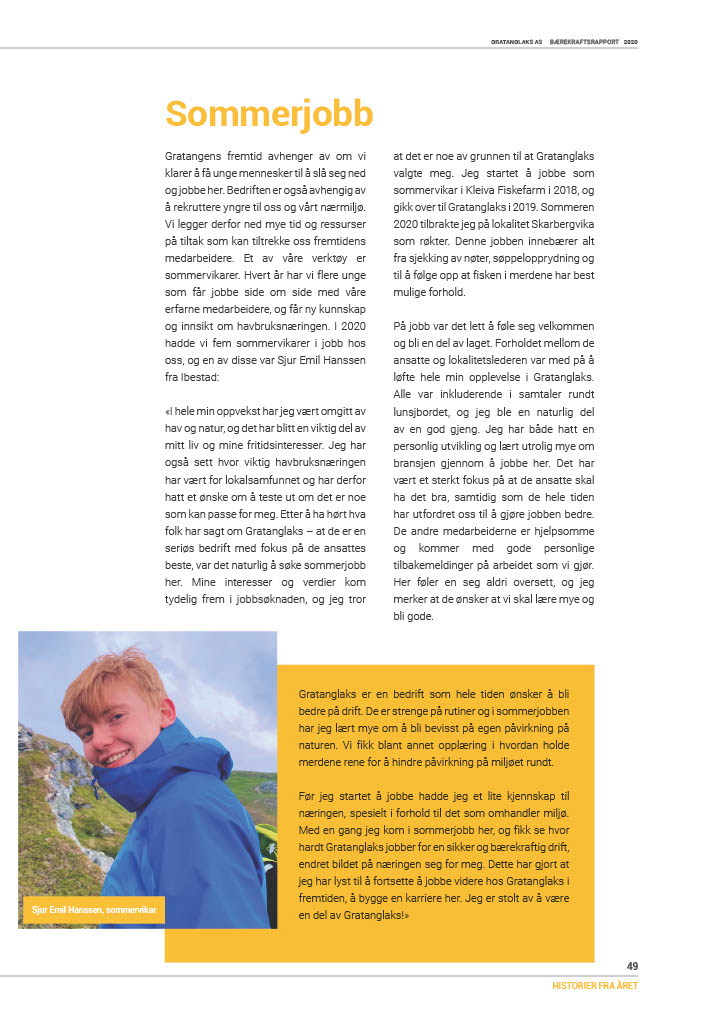 GRATANGLAKS AS BÆREKRAFTSRAPPORT 2020
Sommerjobb
Gratangens fremtid avhenger av om vi
klarer å få unge mennesker til å slå seg ned
og jobbe her. Bedriften er også avhengig av
å rekruttere yngre til oss og vårt nærmiljø.
Vi legger derfor ned mye tid og ressurser
på tiltak som kan tiltrekke oss fremtidens
medarbeidere. Et av våre verktøy er
sommervikarer. Hvert år har vi flere unge
som får jobbe side om side med våre
erfarne medarbeidere, og får ny kunnskap
og innsikt om havbruksnæringen. I 2020
hadde vi fem sommervikarer i jobb hos
oss, og en av disse var Sjur Emil Hanssen
fra Ibestad:
«I hele min oppvekst har jeg vært omgitt av
hav og natur, og det har blitt en viktig del av
mitt liv og mine fritidsinteresser. Jeg har
også sett hvor viktig havbruksnæringen
har vært for lokalsamfunnet og har derfor
hatt et ønske om å teste ut om det er noe
som kan passe for meg. Etter å ha hørt hva
folk har sagt om Gratanglaks – at de er en
seriøs bedrift med fokus på de ansattes
beste, var det naturlig å søke sommerjobb
her. Mine interesser og verdier kom
tydelig frem i jobbsøknaden, og jeg tror
at det er noe av grunnen til at Gratanglaks
valgte meg. Jeg startet å jobbe som
sommervikar i Kleiva Fiskefarm i 2018, og
gikk over til Gratanglaks i 2019. Sommeren
2020 tilbrakte jeg på lokalitet Skarbergvika
som røkter. Denne jobben innebærer alt
fra sjekking av nøter, søppelopprydning og
til å følge opp at fisken i merdene har best
mulige forhold.
På jobb var det lett å føle seg velkommen
og bli en del av laget. Forholdet mellom de
ansatte og lokalitetslederen var med på å
løfte hele min opplevelse i Gratanglaks.
Alle var inkluderende i samtaler rundt
lunsjbordet, og jeg ble en naturlig del
av en god gjeng. Jeg har både hatt en
personlig utvikling og lært utrolig mye om
bransjen gjennom å jobbe her. Det har
vært et sterkt fokus på at de ansatte skal
ha det bra, samtidig som de hele tiden
har utfordret oss til å gjøre jobben bedre.
De andre medarbeiderne er hjelpsomme
og kommer med gode personlige
tilbakemeldinger på arbeidet som vi gjør.
Her føler en seg aldri oversett, og jeg
merker at de ønsker at vi skal lære mye og
bli gode.
Gratanglaks er en bedrift som hele tiden ønsker å bli
bedre på drift. De er strenge på rutiner og i sommerjobben
har jeg lært mye om å bli bevisst på egen påvirkning på
naturen. Vi fikk blant annet opplæring i hvordan holde
merdene rene for å hindre påvirkning på miljøet rundt.
Før jeg startet å jobbe hadde jeg et lite kjennskap til
næringen, spesielt i forhold til det som omhandler miljø.
Med en gang jeg kom i sommerjobb her, og fikk se hvor
hardt Gratanglaks jobber for en sikker og bærekraftig drift,
endret bildet på næringen seg for meg. Dette har gjort at
jeg har lyst til å fortsette å jobbe videre hos Gratanglaks i
fremtiden, å bygge en karriere her. Jeg er stolt av å være
en del av Gratanglaks!»
Sjur Emil Hanssen, sommervikar
49
HISTORIER FRA ÅRET